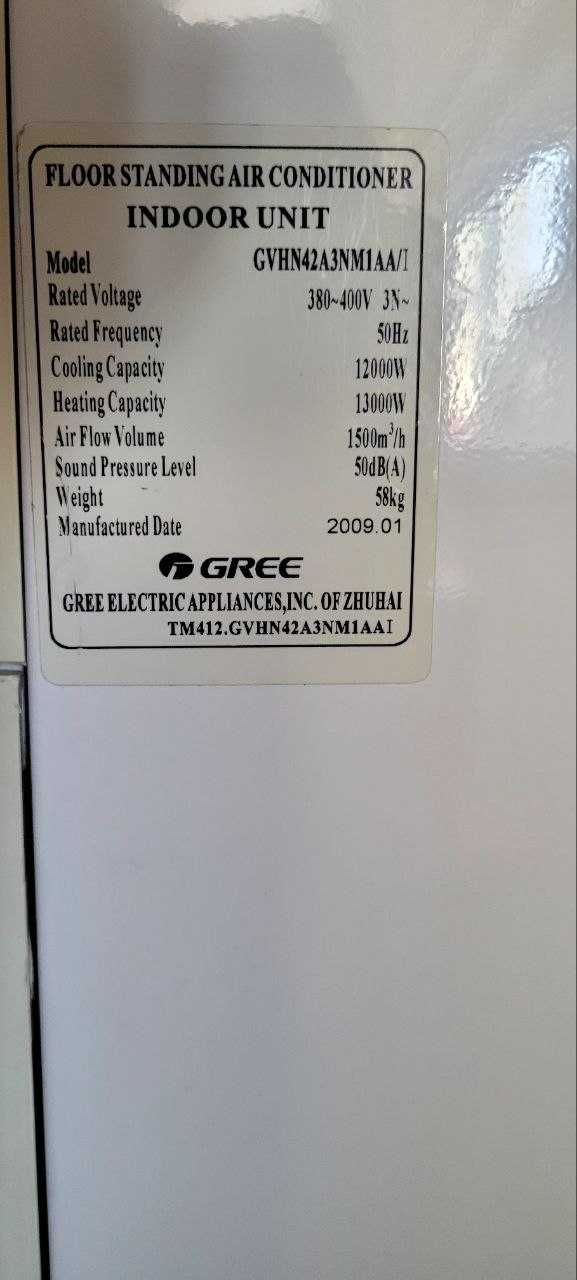 FLOOR STANDING AIR CONDITIONER
INDOOR UNIT
Model GVHN42A3NM1AA/I
Rated Voltage 380~400V 3N~
Rated Frequency 50Hz
Cooling Capacity 12000W
Heating Capacity 13000W
Air Flow Volume 1500m³/h
Sound Pressure Level 50dB(A)
Weight 58kg
Manufactured Date 2009.01
GREE
GREE ELECTRIC APPLIANCES,INC. OF ZHUHAI
TM412.GVHN42A3NM1AAI